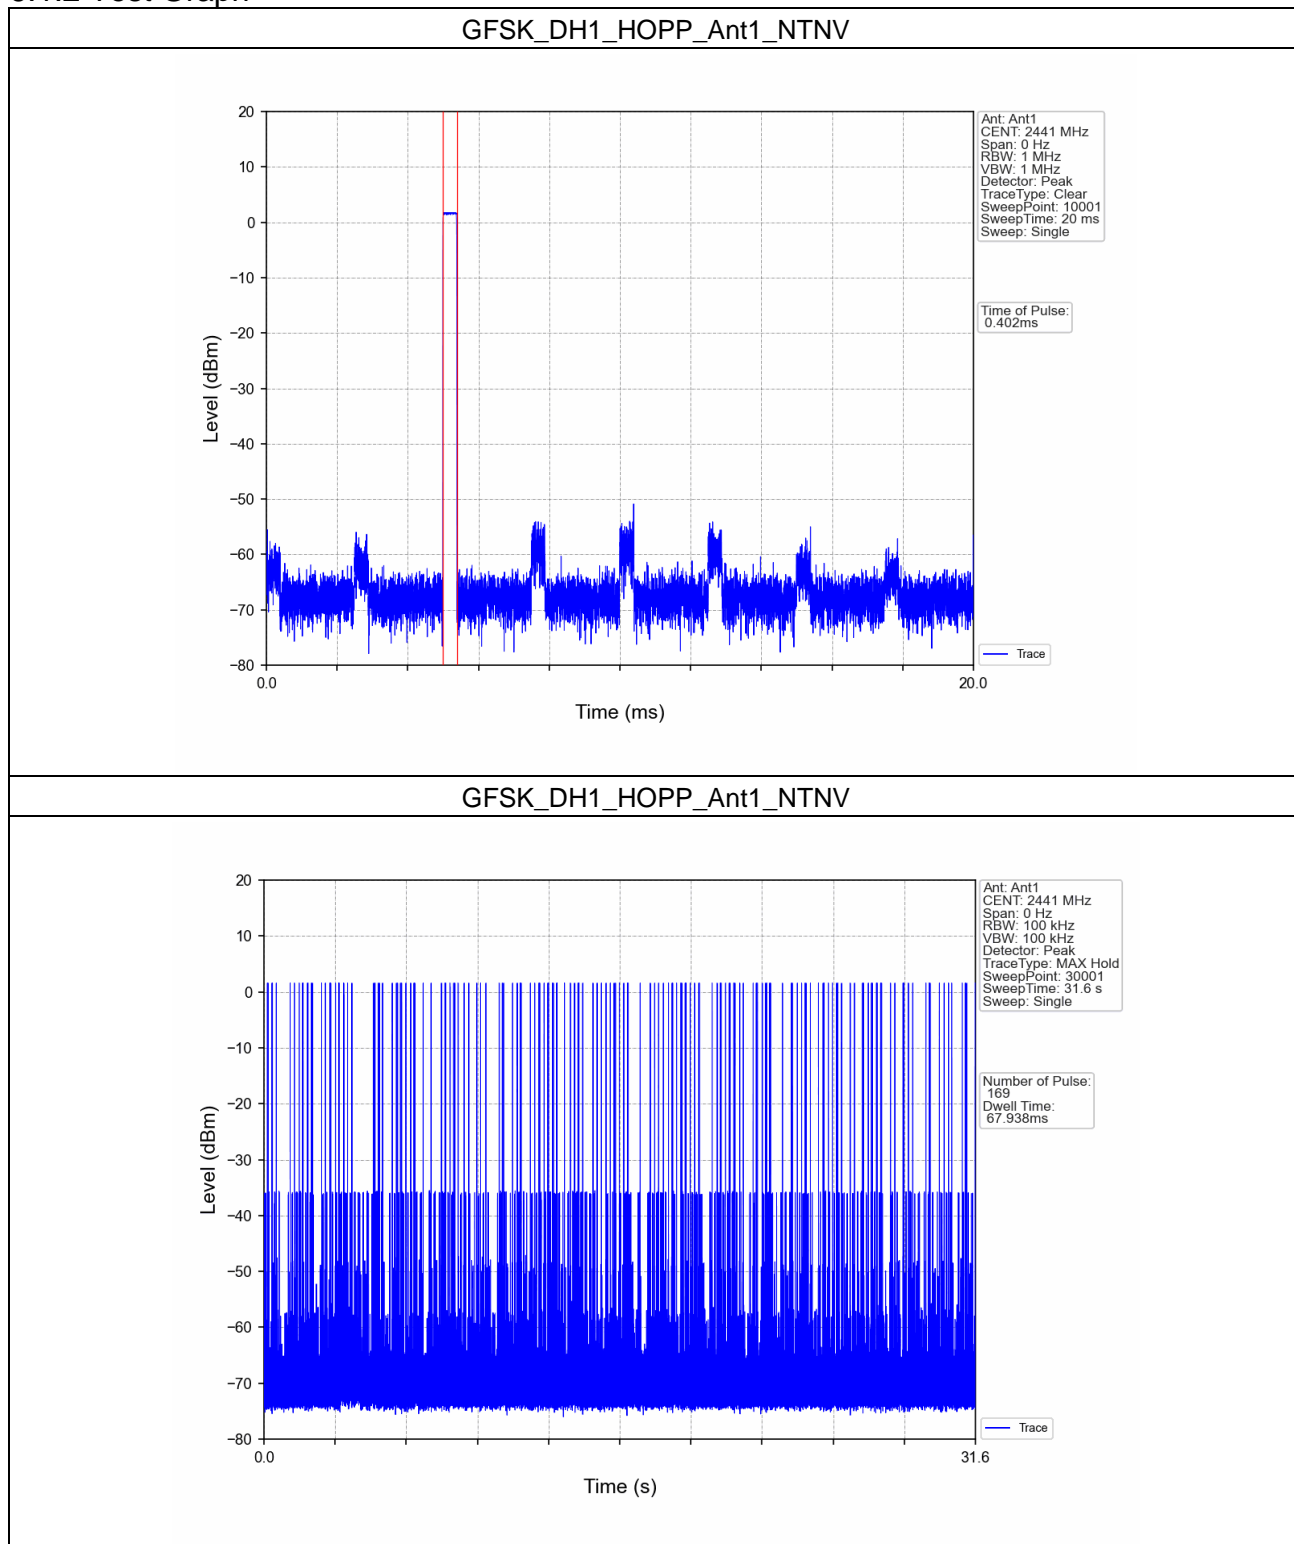 GFSK_DH1_HOPP_Ant1_NTNV
20
10
0
−10
−20
−30
−40
−50
−60
−70
−80
Level (dBm)
0.0
20.0
Time (ms)
Ant: Ant1
CENT: 2441 MHz
Span: 0 Hz
RBW: 1 MHz
VBW: 1 MHz
Detector: Peak
TraceType: Clear
SweepPoint: 10001
SweepTime: 20 ms
Sweep: Single
Time of Pulse:
0.402ms
Trace
GFSK_DH1_HOPP_Ant1_NTNV
20
10
0
−10
−20
−30
−40
−50
−60
−70
−80
Level (dBm)
0.0
31.6
Time (s)
Ant: Ant1
CENT: 2441 MHz
Span: 0 Hz
RBW: 100 kHz
VBW: 100 kHz
Detector: Peak
TraceType: MAX Hold
SweepPoint: 30001
SweepTime: 31.6 s
Sweep: Single
Number of Pulse:
169
Dwell Time:
67.938ms
Trace